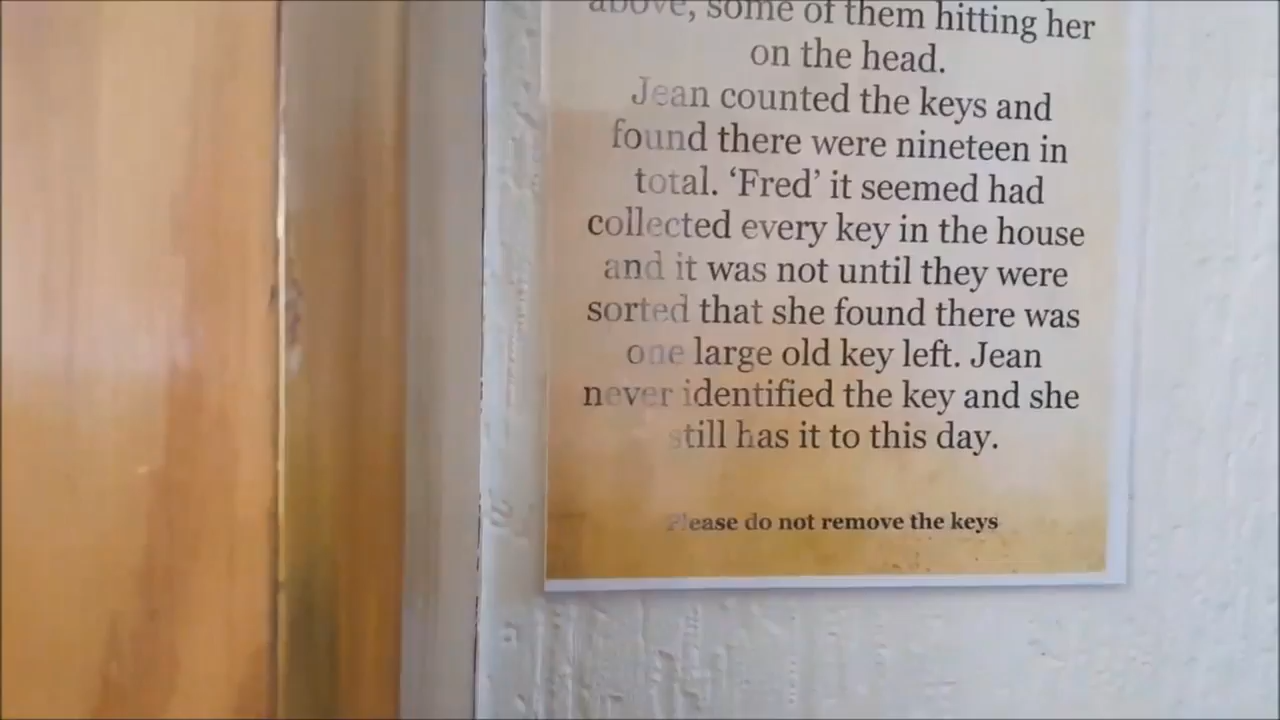 above, some of them hitting her
on the head.
Jean counted the keys and
found there were nineteen in
total. ‘Fred’ it seemed had
collected every key in the house
and it was not until they were
sorted that she found there was
one large old key left. Jean
never identified the key and she
still has it to this day.
Please do not remove the keys